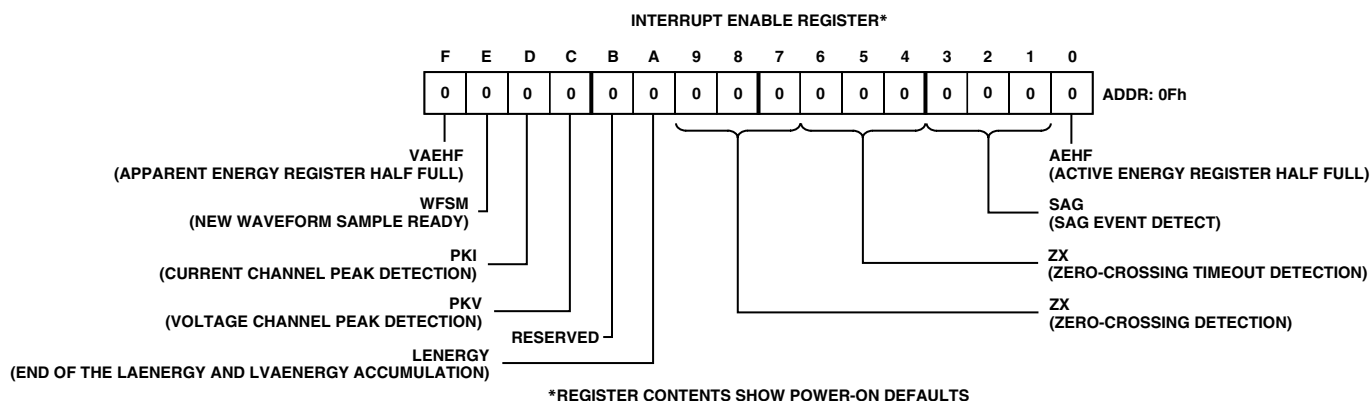 INTERRUPT ENABLE REGISTER*
F E D C B A 9 8 7 6 5 4 3 2 1 0
0 0 0 0 0 0 0 0 0 0 0 0 0 0 0 0 ADDR: 0Fh
VAEHF
(APPARENT ENERGY REGISTER HALF FULL)
WFSM
(NEW WAVEFORM SAMPLE READY)
PKI
(CURRENT CHANNEL PEAK DETECTION)
PKV
(VOLTAGE CHANNEL PEAK DETECTION)
RESERVED
LENERGY
(END OF THE LAENERGY AND LVAENERGY ACCUMULATION)
AEHF
(ACTIVE ENERGY REGISTER HALF FULL)
SAG
(SAG EVENT DETECT)
ZX
(ZERO-CROSSING TIMEOUT DETECTION)
ZX
(ZERO-CROSSING DETECTION)
*REGISTER CONTENTS SHOW POWER-ON DEFAULTS